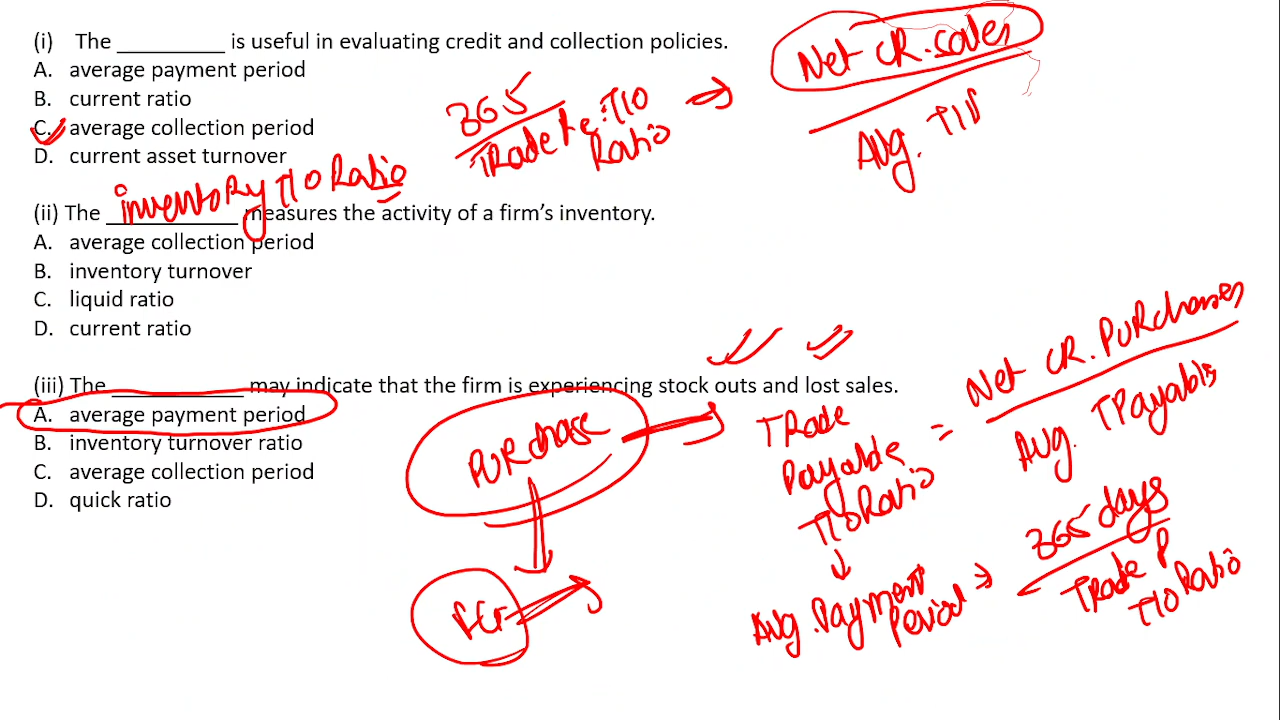 (i) The __________ is useful in evaluating credit and collection policies.
A. average payment period
B. current ratio
C. average collection period
D. current asset turnover
365
Trade Re. T/O
Ratio
Net CR. sales
Avg. T/R
inventory T/O Ratio
(ii) The ____________ measures the activity of a firm’s inventory.
A. average collection period
B. inventory turnover
C. liquid ratio
D. current ratio
(iii) The ____________ may indicate that the firm is experiencing stock outs and lost sales.
A. average payment period
B. inventory turnover ratio
C. average collection period
D. quick ratio
PURchase
TRade
Payable
T/O Ratio
=
Net CR. PURchases
Avg. TPayables
Avg. Payment
Period
365 days
Trade P
T/O Ratio